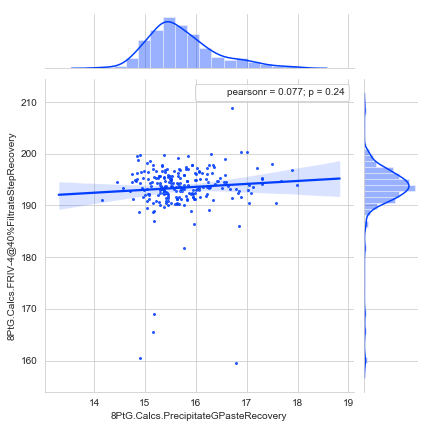 pearsonr = 0.077; p = 0.24
210
200
190
180
170
160
8PtG.Calcs.FRIV-4@40%FiltrateStepRecovery
14 15 16 17 18 19
8PtG.Calcs.PrecipitateGPasteRecovery